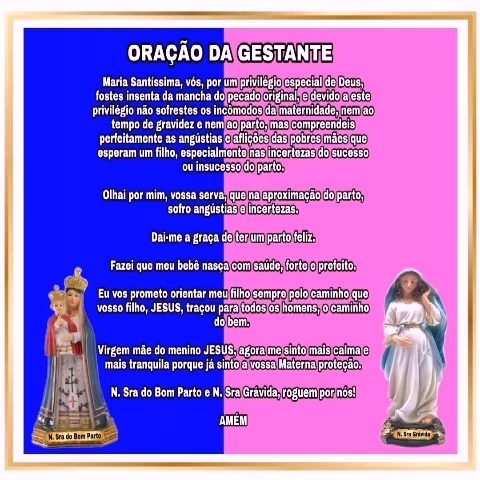 ORAÇÃO DA GESTANTE
Maria Santíssima, vós, por um privilégio especial de Deus,
fostes insenta da mancha do pecado original, e devido a este
privilégio não sofrestes os incômodos da maternidade, nem ao
tempo de gravidez e nem ao parto, mas compreendeis
perfeitamente as angústias e aflições das pobres mães que
esperam um filho, especialmente nas incertezas do sucesso
ou insucesso do parto.
Olhai por mim, vossa serva, que na aproximação do parto,
sofro angústias e incertezas.
Dai-me a graça de ter um parto feliz.
Fazei que meu bebê nasça com saúde, forte e prefeito.
Eu vos prometo orientar meu filho sempre pelo caminho que
vosso filho, JESUS, traçou para todos os homens, o caminho
do bem.
Virgem mãe do menino JESUS, agora me sinto mais calma e
mais tranquila porque já sinto a vossa Materna proteção.
N. Sra do Bom Parto e N. Sra Grávida, roguem por nós!
AMÉM
N. Sra do Bom Parto
N. Sra Grávida